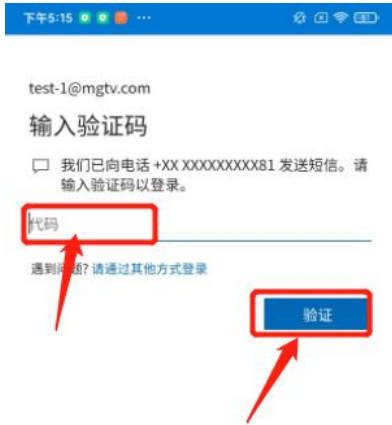 下午5:15 ...
test-1@mgtv.com
输入验证码
我们已向电话 +XX XXXXXXXXX81 发送短信。请
输入验证码以登录。
代码
遇到问题? 请通过其他方式登录
验证